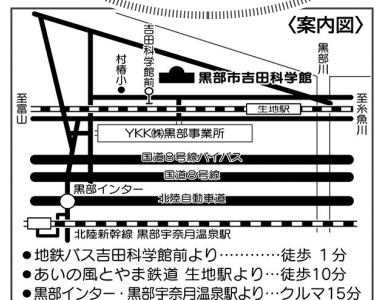 〈案内図〉
吉田科学館前
村椿小
黒部市吉田科学館
黒部川
至富山
生地駅
至糸魚川
YKK㈱黒部事業所
国道8号線バイパス
国道8号線
黒部インター
北陸自動車道
北陸新幹線 黒部宇奈月温泉駅
●地鉄バス吉田科学館前より…………徒歩 1分
●あいの風とやま鉄道 生地駅より…徒歩10分
●黒部インター・黒部宇奈月温泉駅より…クルマ15分